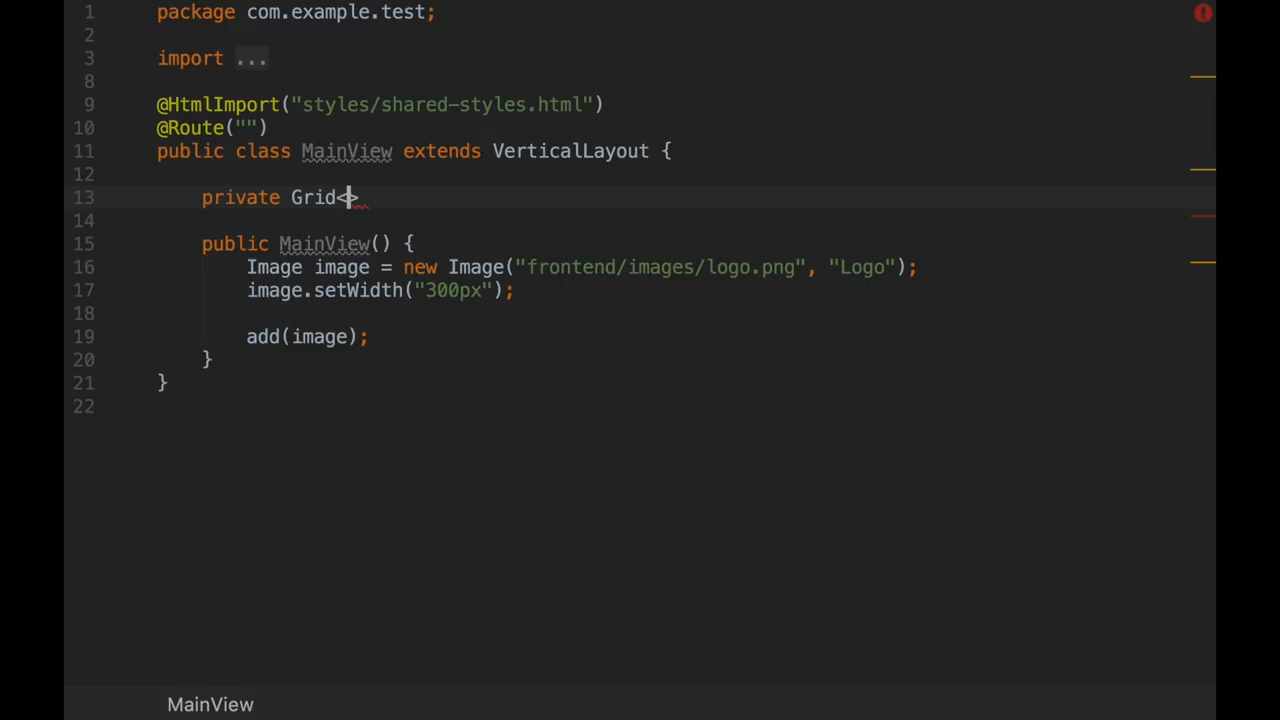 1 package com.example.test;
2
3 import ...
8
9 @HtmlImport("styles/shared-styles.html")
10 @Route("")
11 public class MainView extends VerticalLayout {
12
13 private Grid<>
14
15 public MainView() {
16 Image image = new Image("frontend/images/logo.png", "Logo");
17 image.setWidth("300px");
18
19 add(image);
20 }
21 }
22
MainView